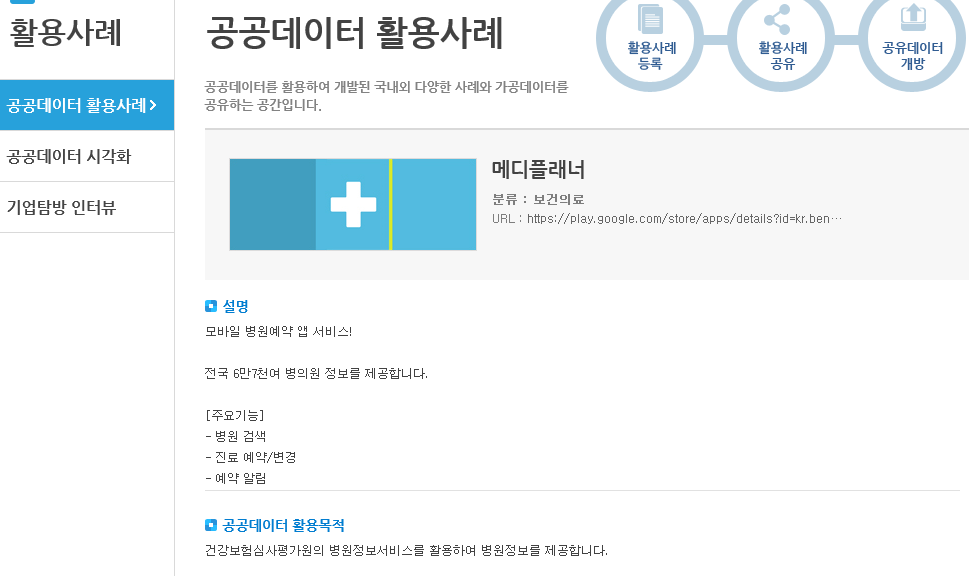 활용사례
공공데이터 활용사례
공공데이터 시각화
기업탐방 인터뷰
공공데이터 활용사례
공공데이터를 활용하여 개발된 국내외 다양한 사례와 가공데이터를
공유하는 공간입니다.
활용사례
등록
활용사례
공유
공유데이터
개방
메디플래너
분류 : 보건의료
URL : https://play.google.com/store/apps/details?id=kr.ben…
설명
모바일 병원예약 앱 서비스!
전국 6만7천여 병의원 정보를 제공합니다.
[주요기능]
- 병원 검색
- 진료 예약/변경
- 예약 알림
공공데이터 활용목적
건강보험심사평가원의 병원정보서비스를 활용하여 병원정보를 제공합니다.